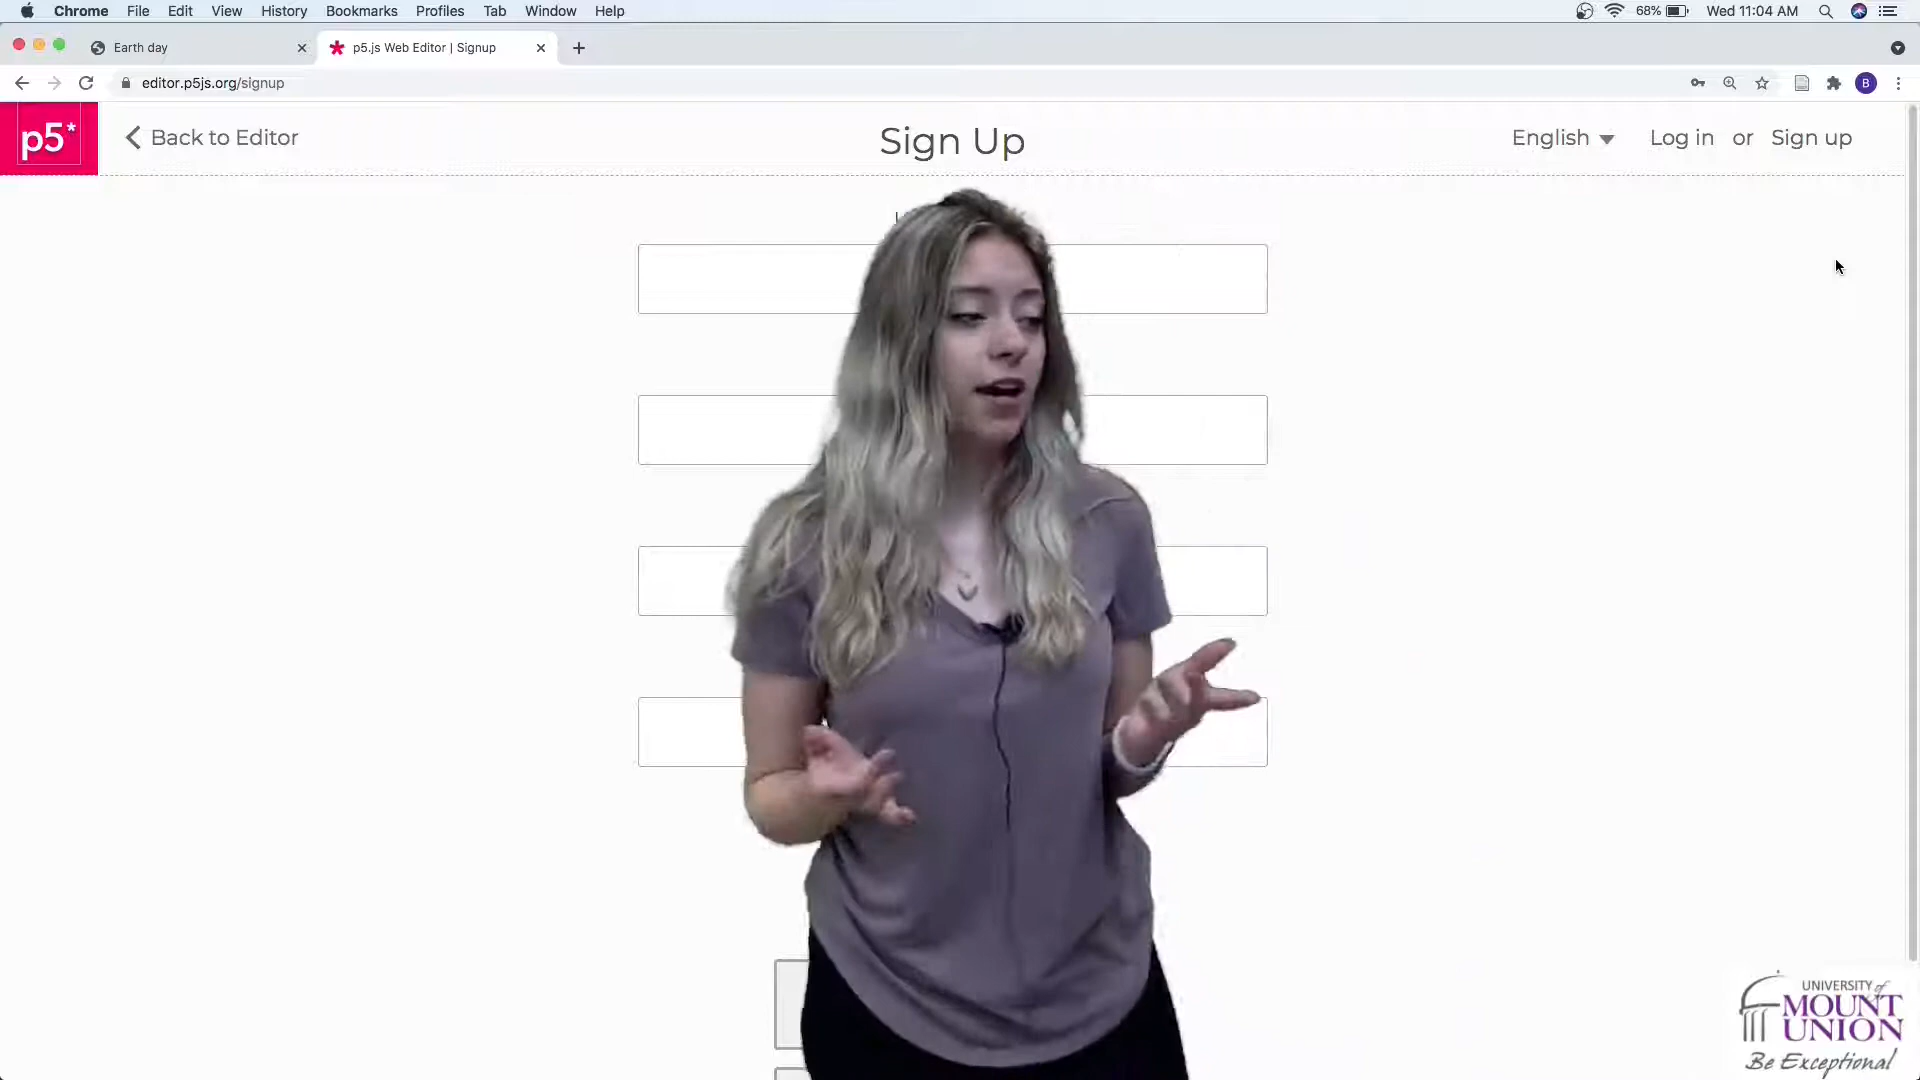 Chrome File Edit View History Bookmarks Profiles Tab Window Help 68% Wed 11:04 AM
Earth day p5.js Web Editor | Signup
editor.p5js.org/signup B
p5* Back to Editor Sign Up English Log in or Sign up
UNIVERSITY of
MOUNT
UNION
Be Exceptional